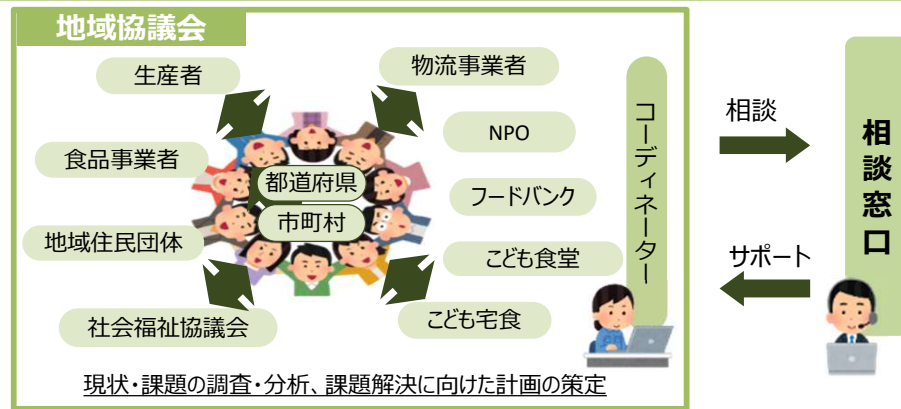 地域協議会
生産者
物流事業者
食品事業者
NPO
都道府県
市町村
フードバンク
地域住民団体
こども食堂
社会福祉協議会
こども宅食
コーディネーター
現状・課題の調査・分析、課題解決に向けた計画の策定
相談
サポート
相談窓口